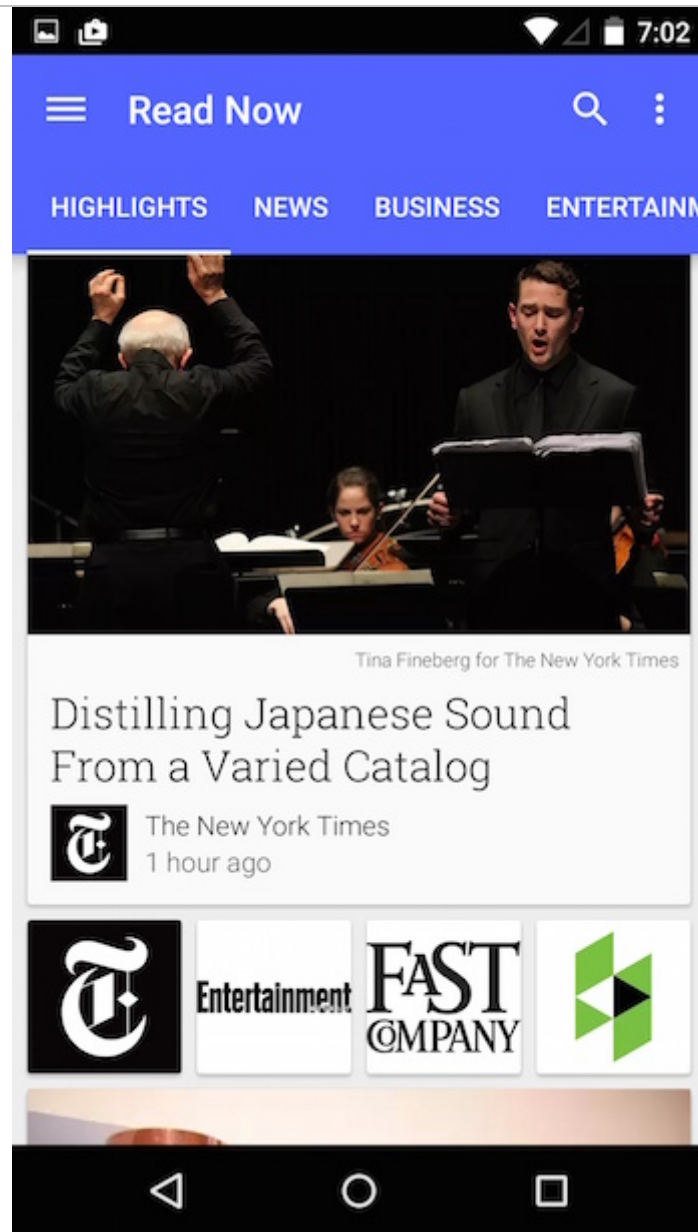 7:02
Read Now
HIGHLIGHTS NEWS BUSINESS ENTERTAINM
Tina Fineberg for The New York Times
Distilling Japanese Sound
From a Varied Catalog
The New York Times
1 hour ago
T Entertainment FAST
COMPANY